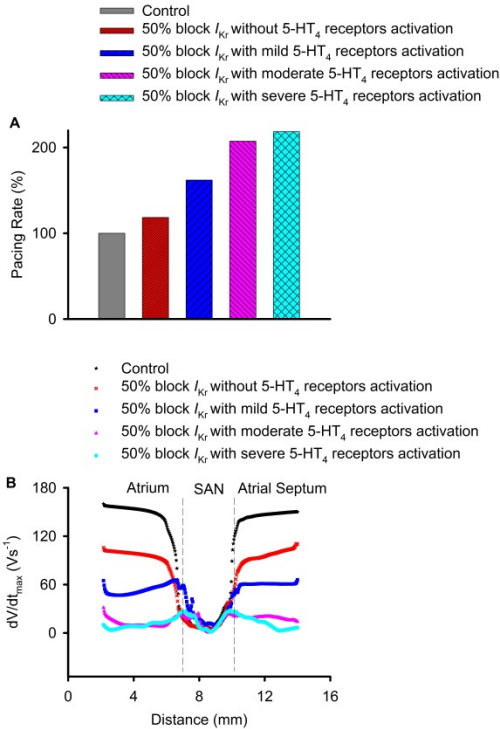 Control
50% block IKr without 5-HT4 receptors activation
50% block IKr with mild 5-HT4 receptors activation
50% block IKr with moderate 5-HT4 receptors activation
50% block IKr with severe 5-HT4 receptors activation
A
200
100
0
Pacing Rate (%)
Control
50% block IKr without 5-HT4 receptors activation
50% block IKr with mild 5-HT4 receptors activation
50% block IKr with moderate 5-HT4 receptors activation
50% block IKr with severe 5-HT4 receptors activation
B
180
Atrium SAN Atrial Septum
120
60
0
dV/dtmax (Vs-1)
0 4 8 12 16
Distance (mm)